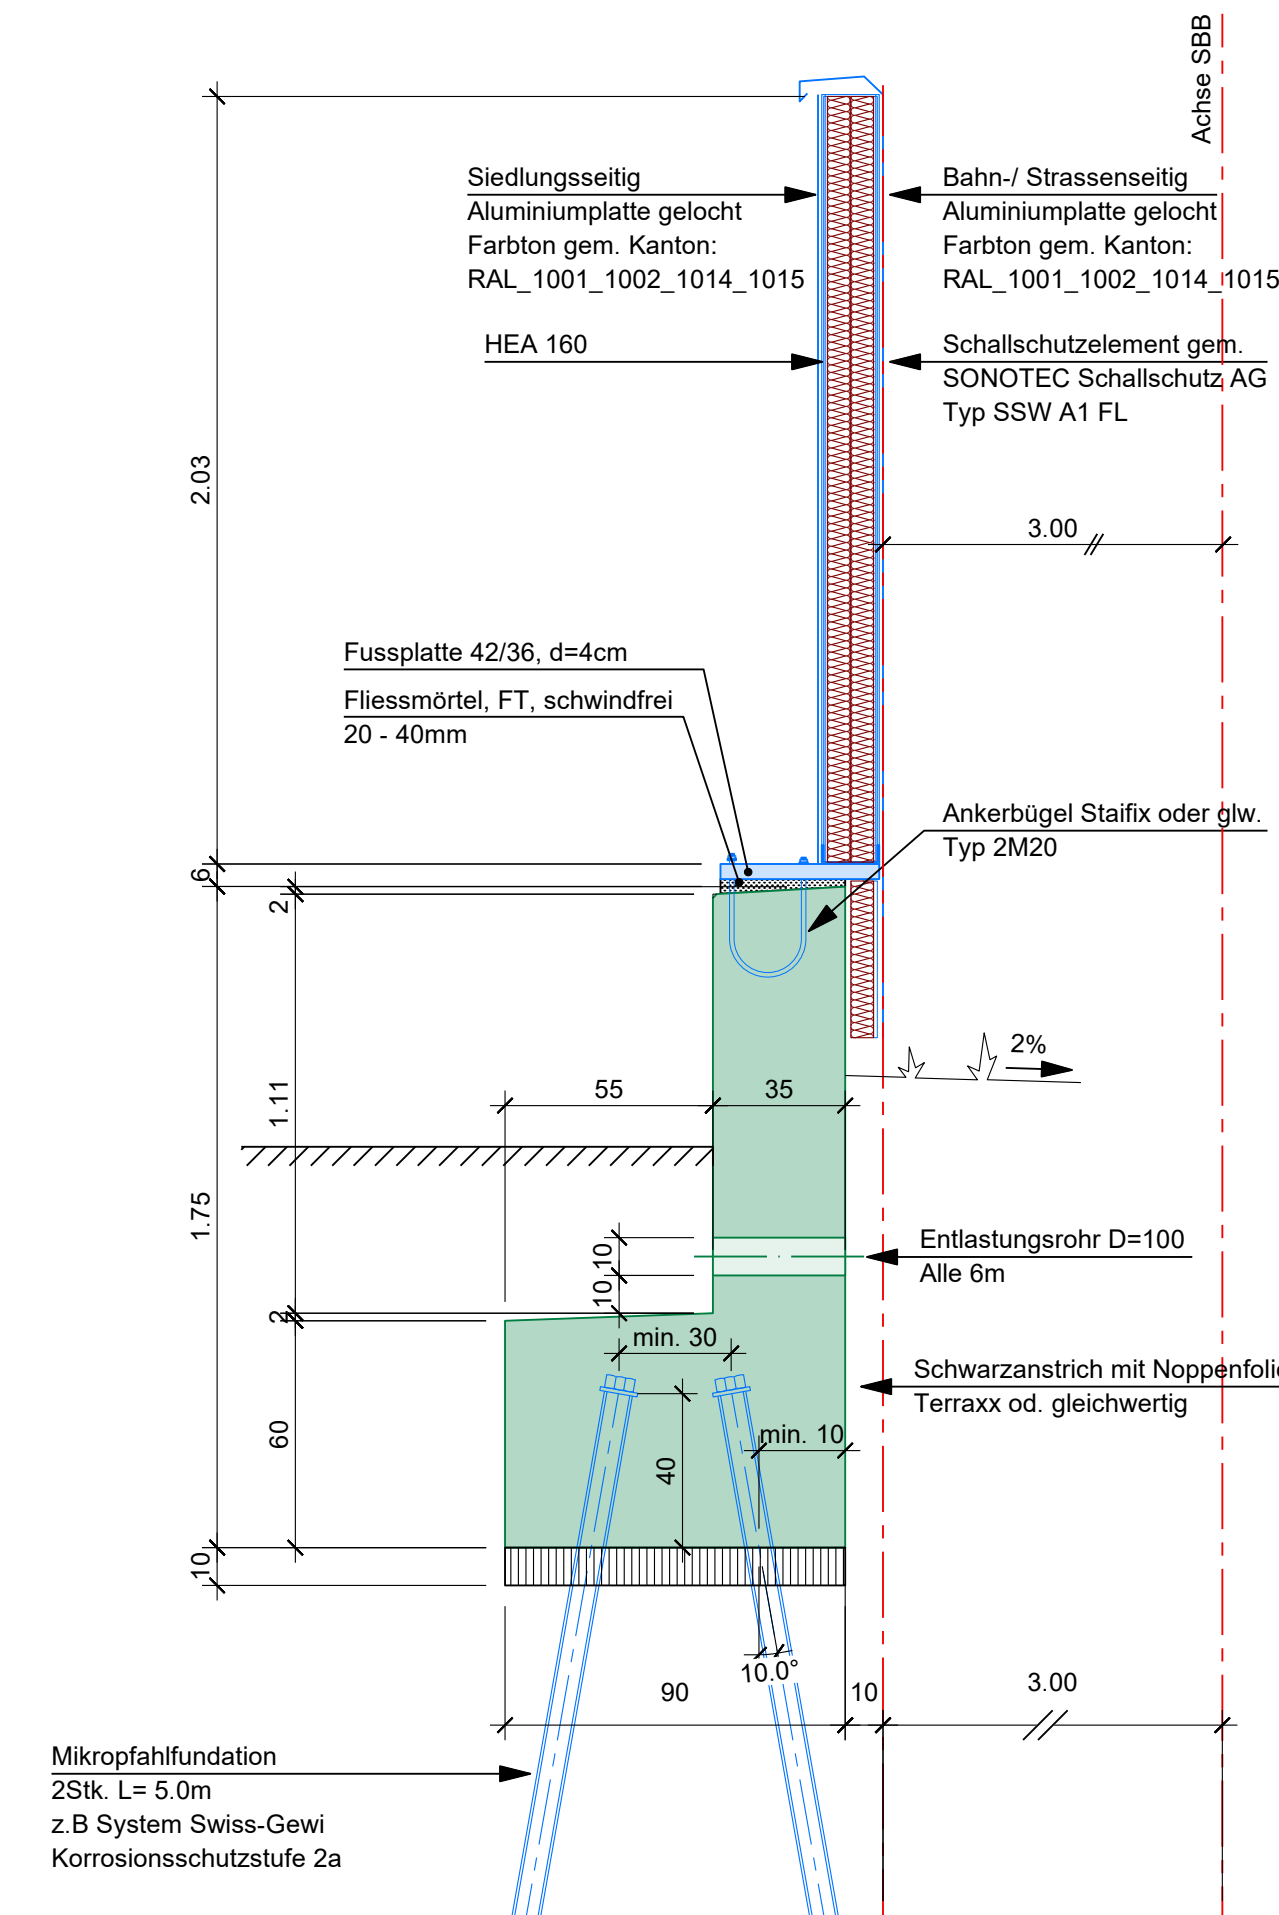 Achse SBB
Siedlungsseitig
Aluminiumplatte gelocht
Farbton gem. Kanton:
RAL_1001_1002_1014_1015
Bahn-/ Strassenseitig
Aluminiumplatte gelocht
Farbton gem. Kanton:
RAL_1001_1002_1014_1015
HEA 160
Schallschutzelement gem.
SONOTEC Schallschutz AG
Typ SSW A1 FL
2.03
3.00
Fussplatte 42/36, d=4cm
Fliessmörtel, FT, schwindfrei
20 - 40mm
Ankerbügel Staifix oder glw.
Typ 2M20
6
2
2%
1.11
55
35
1.75
10
10
Entlastungsrohr D=100
Alle 6m
2
min. 30
Schwarzanstrich mit Noppenfolie
Terraxx od. gleichwertig
60
40
min. 10
10
10.0°
90
10
3.00
Mikropfahlfundation
2Stk. L= 5.0m
z.B System Swiss-Gewi
Korrosionsschutzstufe 2a